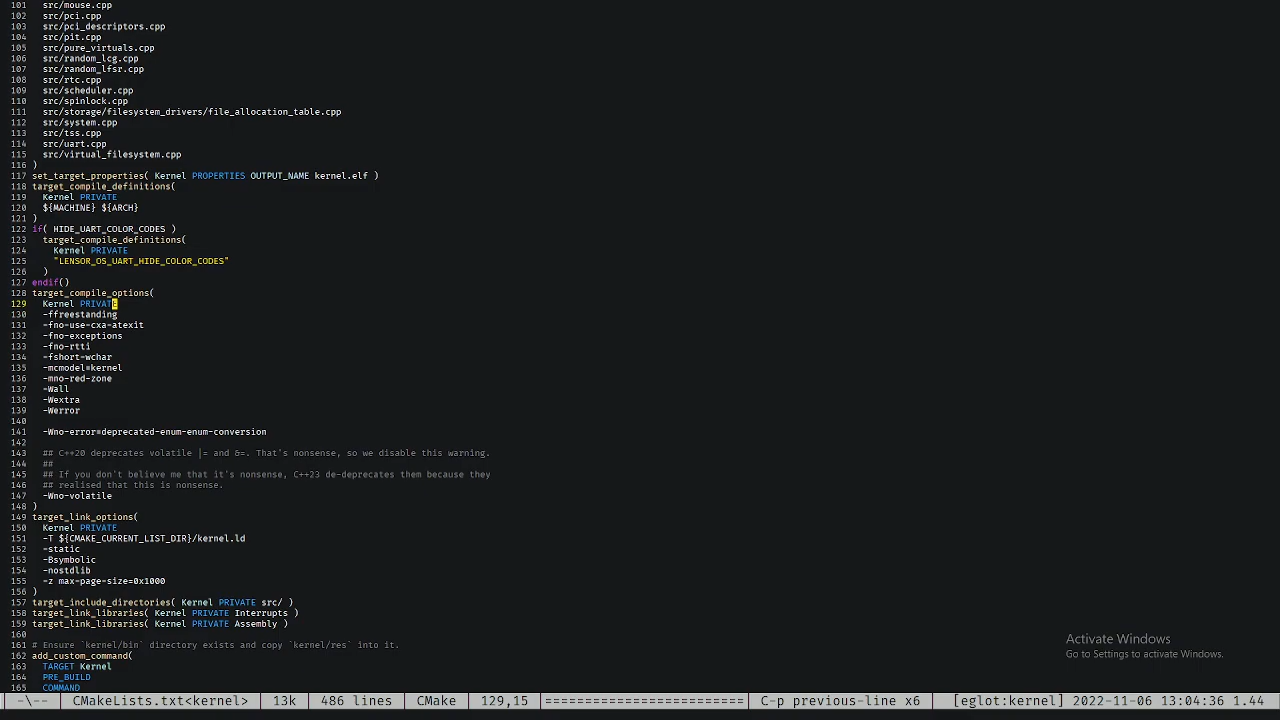 101 src/mouse.cpp
102 src/pci.cpp
103 src/pci_descriptors.cpp
104 src/pit.cpp
105 src/pure_virtuals.cpp
106 src/random_lcg.cpp
107 src/random_lfsr.cpp
108 src/rtc.cpp
109 src/scheduler.cpp
110 src/spinlock.cpp
111 src/storage/filesystem_drivers/file_allocation_table.cpp
112 src/system.cpp
113 src/tss.cpp
114 src/uart.cpp
115 src/virtual_filesystem.cpp
116 )
117 set_target_properties( Kernel PROPERTIES OUTPUT_NAME kernel.elf )
118 target_compile_definitions(
119 Kernel PRIVATE
120 ${MACHINE} ${ARCH}
121 )
122 if( HIDE_UART_COLOR_CODES )
123 target_compile_definitions(
124 Kernel PRIVATE
125 "LENSOR_OS_UART_HIDE_COLOR_CODES"
126 )
127 endif()
128 target_compile_options(
129 Kernel PRIVATE
130 -ffreestanding
131 -fno-use-cxa-atexit
132 -fno-exceptions
133 -fno-rtti
134 -fshort-wchar
135 -mcmodel=kernel
136 -mno-red-zone
137 -Wall
138 -Wextra
139 -Werror
140
141 -Wno-error=deprecated-enum-enum-conversion
142
143 ## C++20 deprecates volatile |= and &=. That's nonsense, so we disable this warning.
144 ##
145 ## If you don't believe me that it's nonsense, C++23 de-deprecates them because they
146 ## realised that this is nonsense.
147 -Wno-volatile
148 )
149 target_link_options(
150 Kernel PRIVATE
151 -T ${CMAKE_CURRENT_LIST_DIR}/kernel.ld
152 -static
153 -Bsymbolic
154 -nostdlib
155 -z max-page-size=0x1000
156 )
157 target_include_directories( Kernel PRIVATE src/ )
158 target_link_libraries( Kernel PRIVATE Interrupts )
159 target_link_libraries( Kernel PRIVATE Assembly )
160
161 # Ensure `kernel/bin` directory exists and copy `kernel/res` into it.
162 add_custom_command(
163 TARGET Kernel
164 PRE_BUILD
165 COMMAND
Activate Windows
Go to Settings to activate Windows.
-\-- CMakeLists.txt<kernel> 13k 486 lines CMake 129,15 ======================== C-p previous-line x6 [eglot:kernel] 2022-11-06 13:04:36 1.44